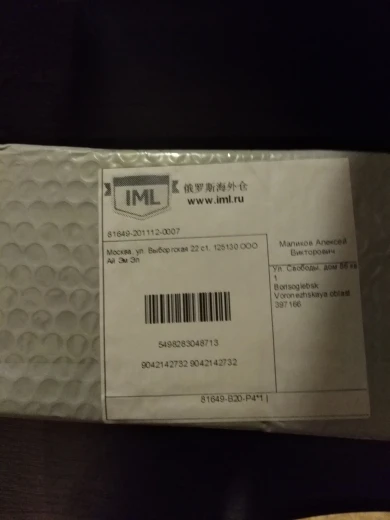 IML
俄罗斯海外仓
www.iml.ru
81649-201112-0007
Москва, ул. Выборгская 22 с1, 125130 ООО
Ай Эм Эл
5498283048713
9042142732 9042142732
Маликов Алексей
Викторович
Ул. Свободы, дом 86 кв
1
Borisoglebsk
Voronezhskaya oblast
397166
81649-B20-P4*1 |